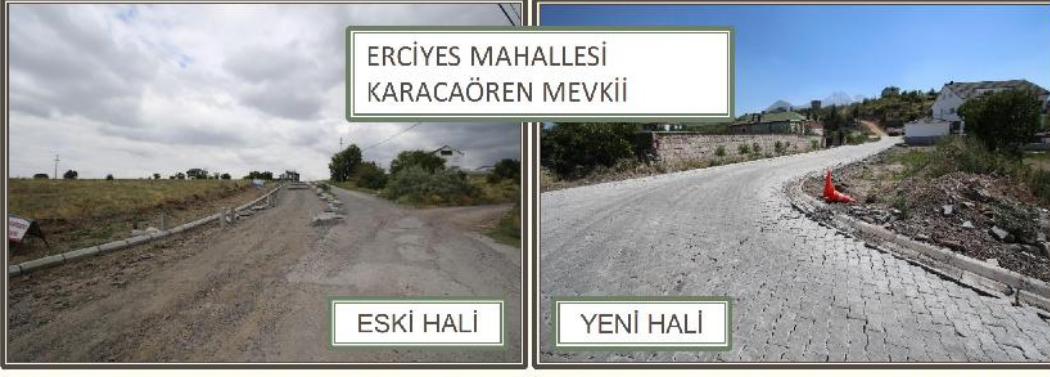 ERCİYES MAHALLESİ
KARACAÖREN MEVKİİ
ESKİ HALİ
YENİ HALİ